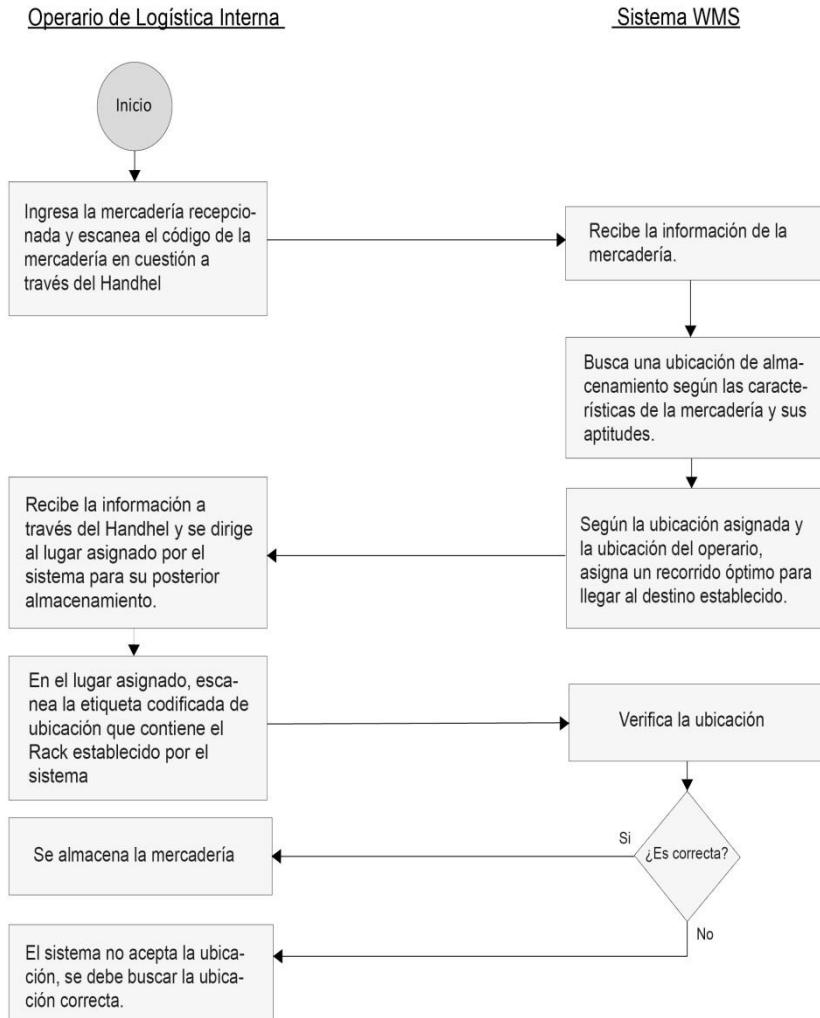 Operario de Logística Interna
Sistema WMS
Inicio
Ingresa la mercadería recepcio-
nada y escanea el código de la
mercadería en cuestión a
través del Handhel
Recibe la información de la
mercadería.
Busca una ubicación de alma-
cenamiento según las caracte-
rísticas de la mercadería y sus
aptitudes.
Según la ubicación asignada y
la ubicación del operario,
asigna un recorrido óptimo para
llegar al destino establecido.
Recibe la información a
través del Handhel y se dirige
al lugar asignado por el
sistema para su posterior
almacenamiento.
En el lugar asignado, esca-
nea la etiqueta codificada de
ubicación que contiene el
Rack establecido por el
sistema
Verifica la ubicación
¿Es correcta?
Si
Se almacena la mercadería
No
El sistema no acepta la ubica-
ción, se debe buscar la ubica-
ción correcta.